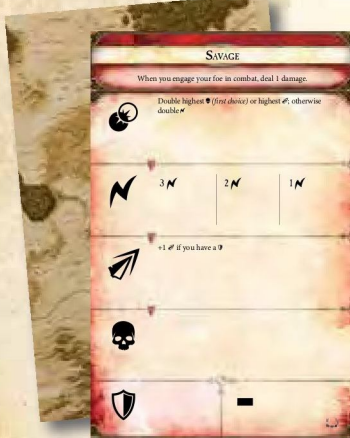 SAVAGE
When you engage your foe in combat, deal 1 damage.
Double highest (first choice) or highest ; otherwise
double
3 2 1
+1 if you have a